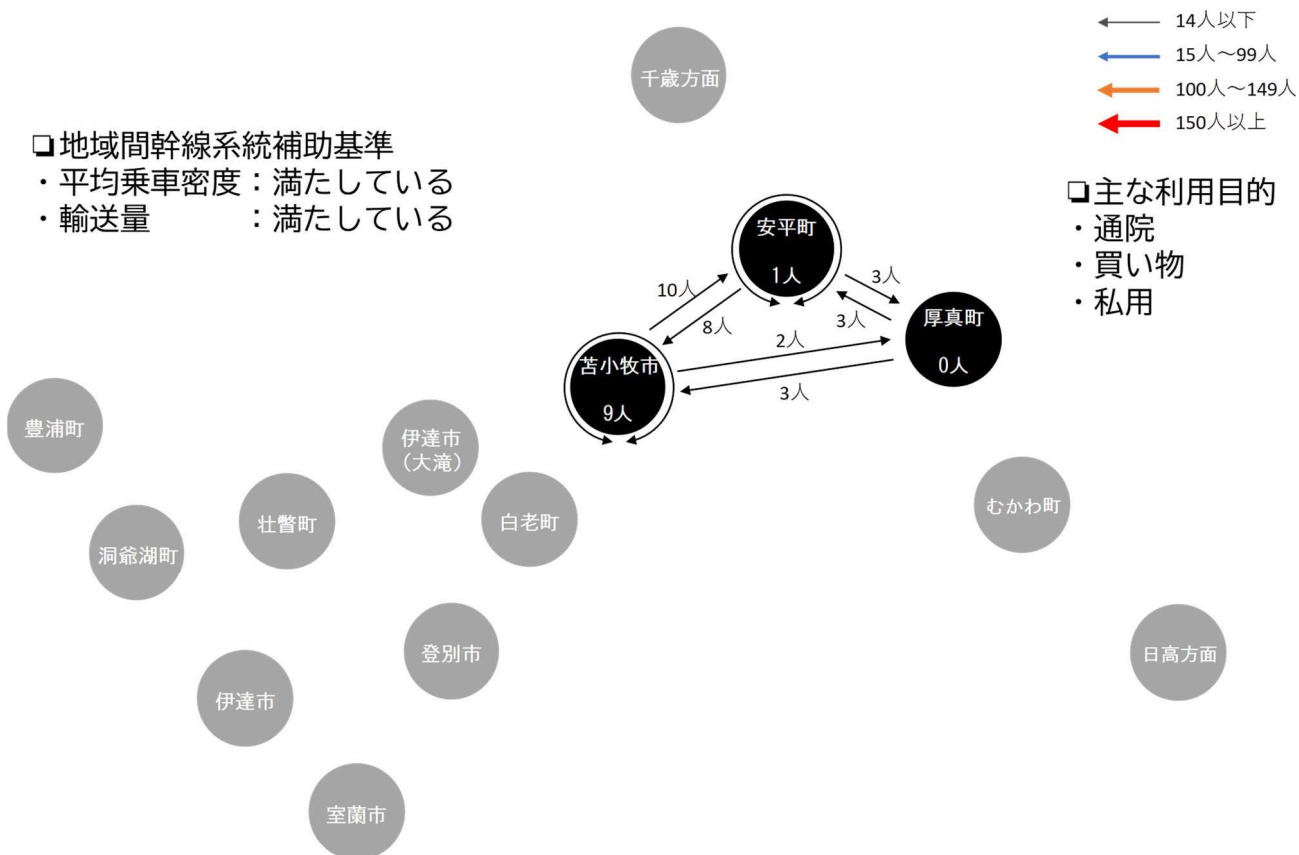 14人以下
15人～99人
100人～149人
150人以上
千歳方面
❏地域間幹線系統補助基準
・平均乗車密度：満たしている
・輸送量　　　：満たしている
❏主な利用目的
・通院
・買い物
・私用
安平町
1人
10人
8人
3人
3人
厚真町
0人
2人
3人
苫小牧市
9人
豊浦町
伊達市
（大滝）
洞爺湖町
壮瞥町
白老町
むかわ町
登別市
日高方面
伊達市
室蘭市